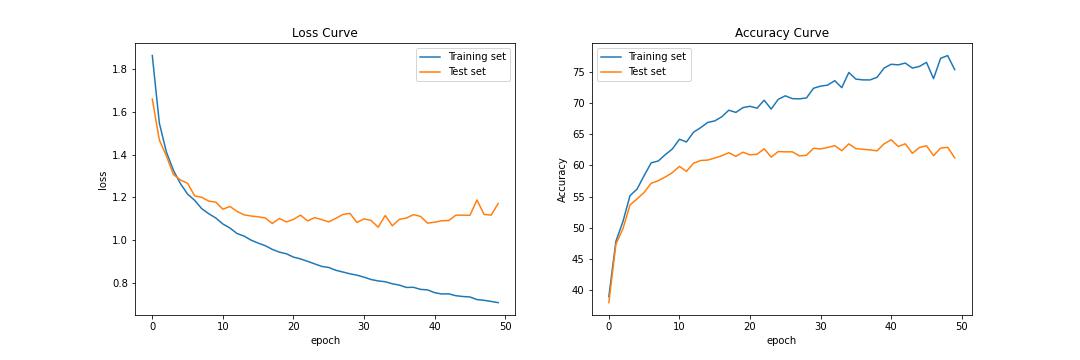 Loss Curve
Training set
Test set
1.8
1.6
1.4
1.2
1.0
0.8
loss
0 10 20 30 40 50
epoch
Accuracy Curve
Training set
Test set
75
70
65
60
55
50
45
40
Accuracy
0 10 20 30 40 50
epoch